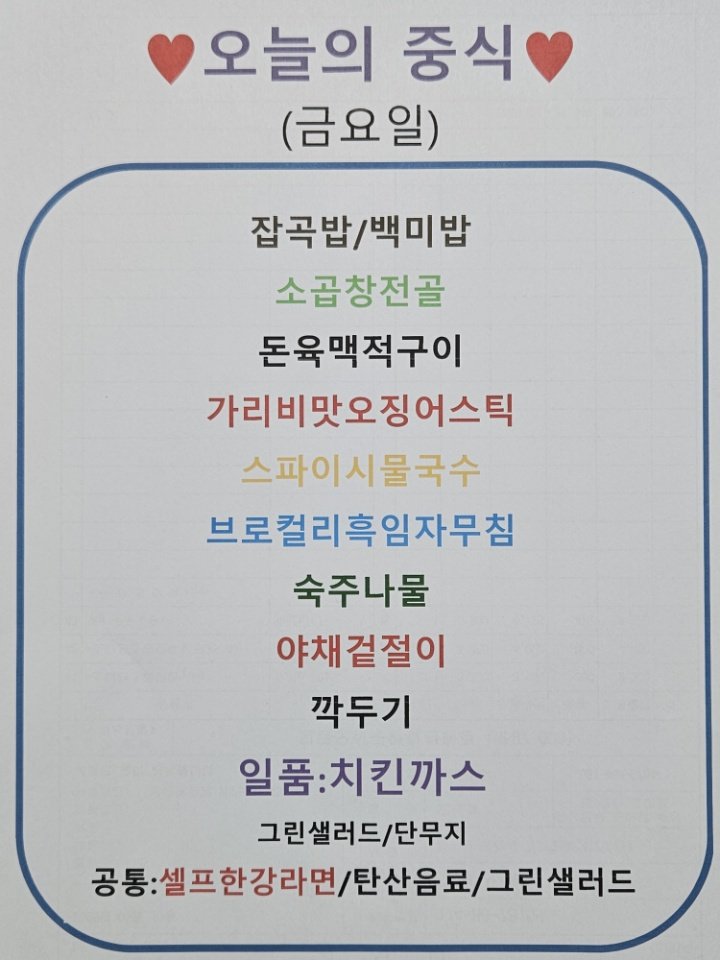 ♥오늘의 중식♥
(금요일)
잡곡밥/백미밥
소곱창전골
돈육맥적구이
가리비맛오징어스틱
스파이시물국수
브로컬리흑임자무침
숙주나물
야채겉절이
깍두기
일품:치킨까스
그린샐러드/단무지
공통:셀프한강라면/탄산음료/그린샐러드